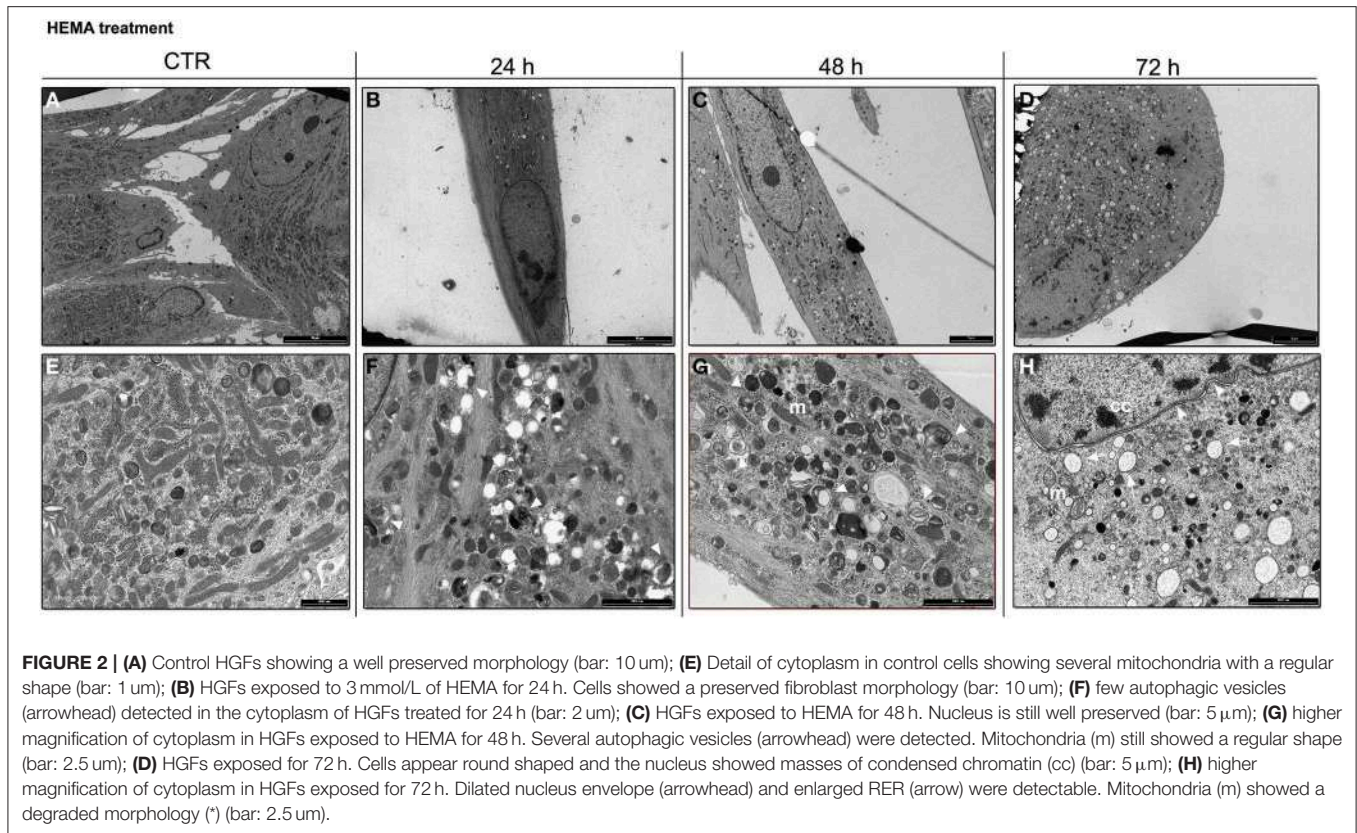 HEMA treatment
CTR
24 h
48 h
72 h
A
B
C
D
E
F
G
m
H
cc
m
FIGURE 2 | (A) Control HGFs showing a well preserved morphology (bar: 10 um); (E) Detail of cytoplasm in control cells showing several mitochondria with a regular
shape (bar: 1 um); (B) HGFs exposed to 3 mmol/L of HEMA for 24 h. Cells showed a preserved fibroblast morphology (bar: 10 um); (F) few autophagic vesicles
(arrowhead) detected in the cytoplasm of HGFs treated for 24 h (bar: 2 um); (C) HGFs exposed to HEMA for 48 h. Nucleus is still well preserved (bar: 5 μm); (G) higher
magnification of cytoplasm in HGFs exposed to HEMA for 48 h. Several autophagic vesicles (arrowhead) were detected. Mitochondria (m) still showed a regular shape
(bar: 2.5 um); (D) HGFs exposed for 72 h. Cells appear round shaped and the nucleus showed masses of condensed chromatin (cc) (bar: 5 μm); (H) higher
magnification of cytoplasm in HGFs exposed for 72 h. Dilated nucleus envelope (arrowhead) and enlarged RER (arrow) were detectable. Mitochondria (m) showed a
degraded morphology (*) (bar: 2.5 um).